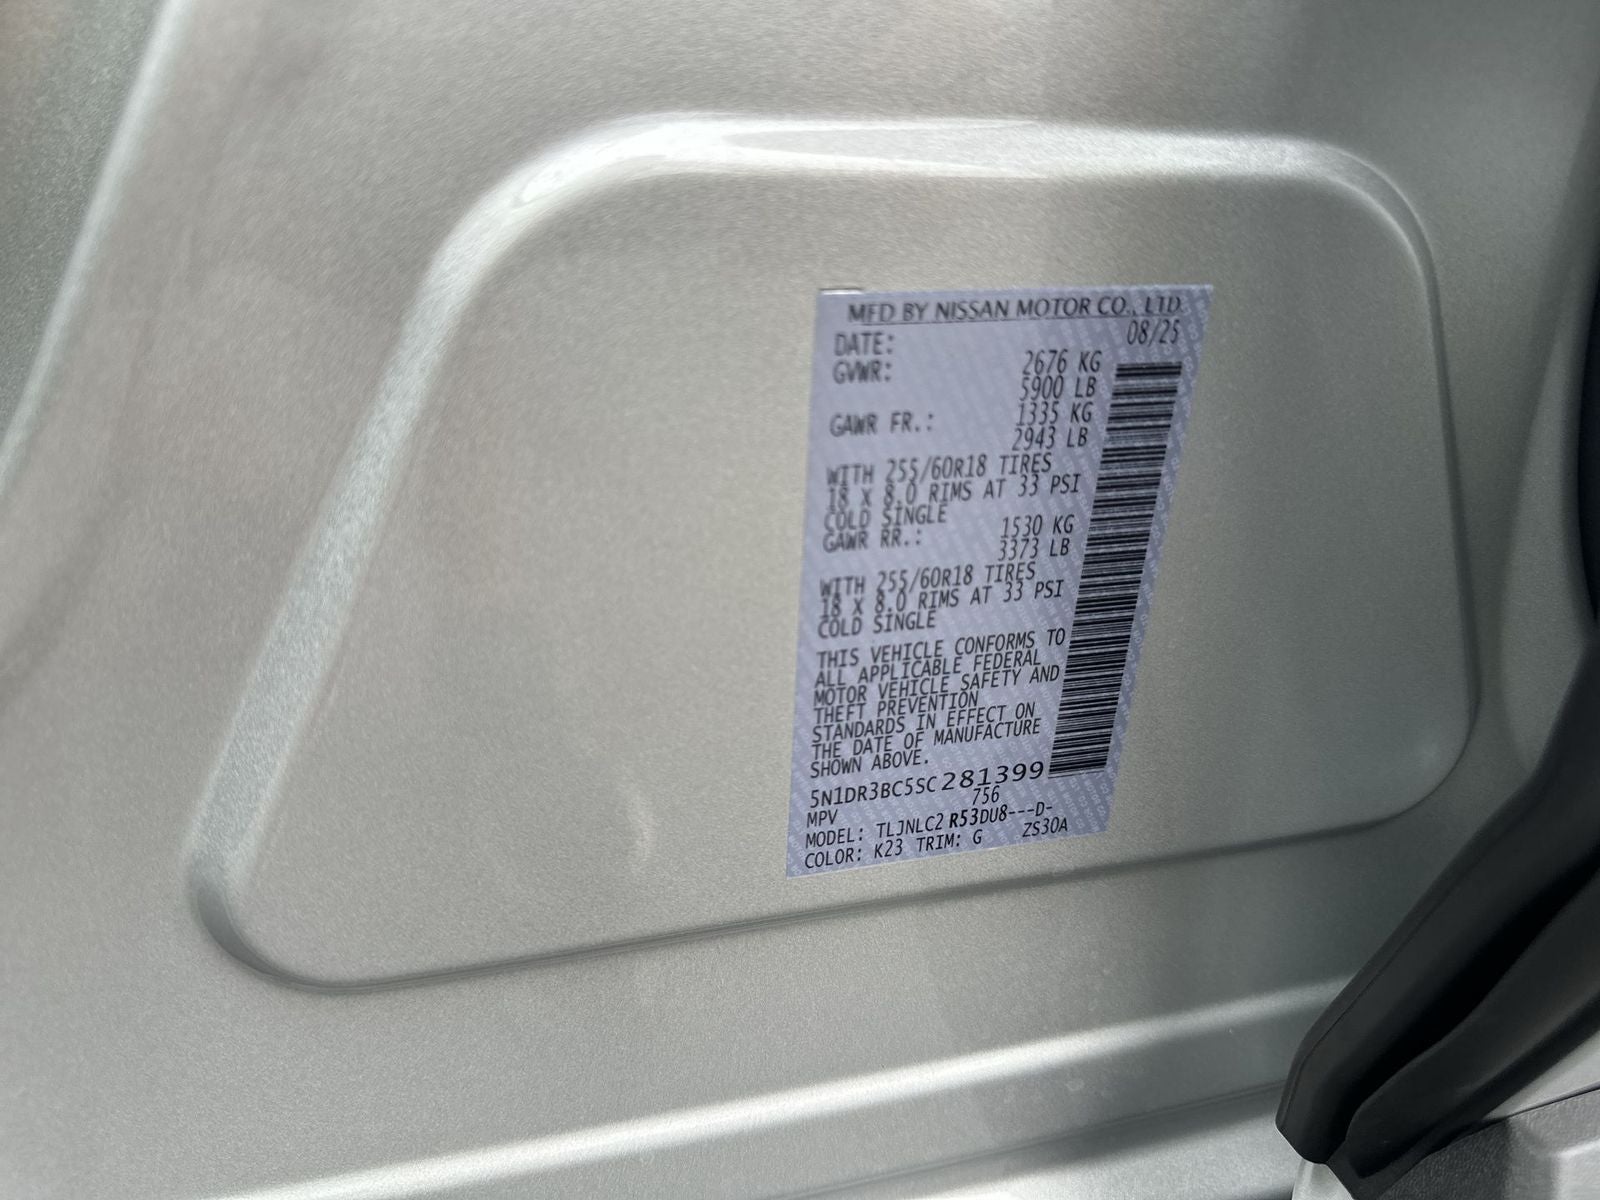 MFD BY NISSAN MOTOR CO., LTD.
DATE: 08/25
GVWR: 2676 KG
5900 LB
GAWR FR.: 1335 KG
2943 LB
WITH 255/60R18 TIRES
18 X 8.0 RIMS AT 33 PSI
COLD SINGLE
GAWR RR.: 1530 KG
3373 LB
WITH 255/60R18 TIRES
18 X 8.0 RIMS AT 33 PSI
COLD SINGLE
THIS VEHICLE CONFORMS TO
ALL APPLICABLE FEDERAL
MOTOR VEHICLE SAFETY AND
THEFT PREVENTION
STANDARDS IN EFFECT ON
THE DATE OF MANUFACTURE
SHOWN ABOVE.
5N1DR3BC5SC281399
MPV 756
MODEL: TLJNLC2 R53DU8---D-
COLOR: K23 TRIM: G ZS30A